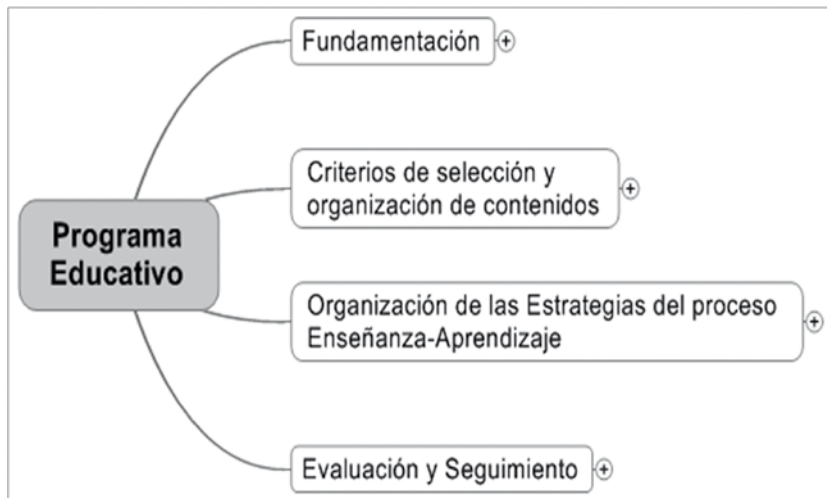 Fundamentación
Criterios de selección y
organización de contenidos
Programa
Educativo
Organización de las Estrategias del proceso
Enseñanza-Aprendizaje
Evaluación y Seguimiento